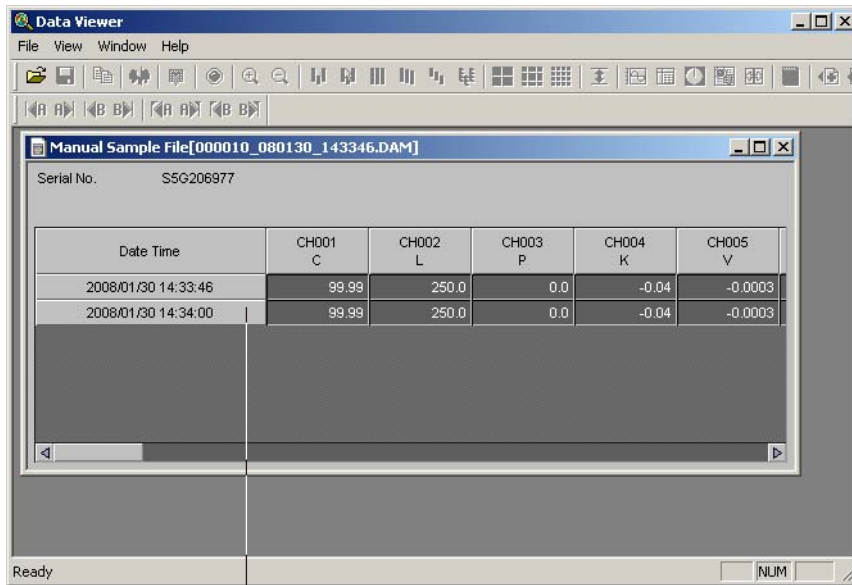 Data Viewer
File View Window Help
A A B B A A B B
Manual Sample File[000010_080130_143346.DAM]
Serial No. S5G206977
Date Time CH001 CH002 CH003 CH004 CH005
C L P K V
2008/01/30 14:33:46 99.99 250.0 0.0 -0.04 -0.0003
2008/01/30 14:34:00 99.99 250.0 0.0 -0.04 -0.0003
Ready NUM